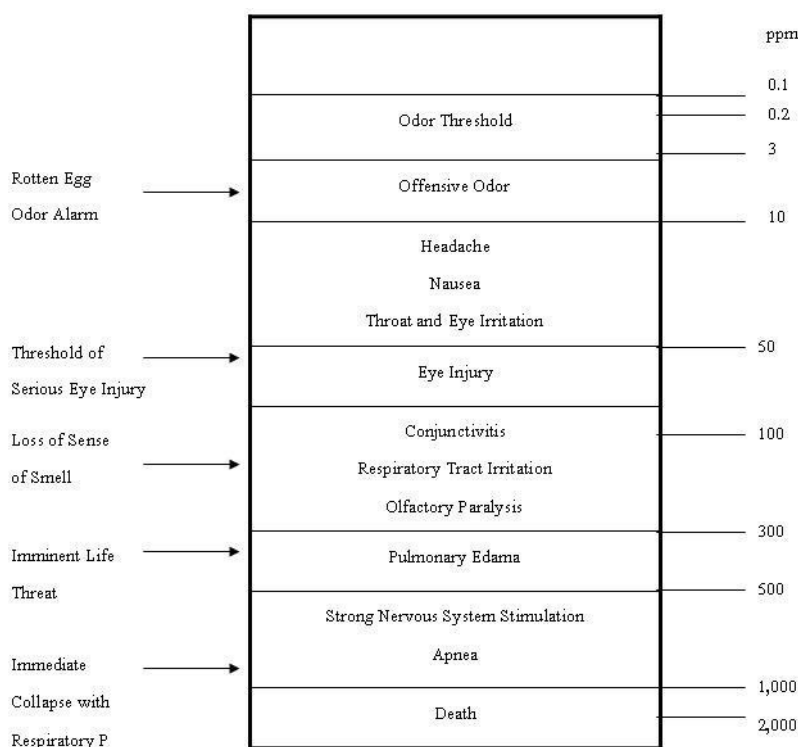 ppm
0.1
Odor Threshold
0.2
3
Rotten Egg
Odor Alarm
Offensive Odor
10
Headache
Nausea
Throat and Eye Irritation
Threshold of
Serious Eye Injury
50
Eye Injury
Loss of Sense
of Smell
Conjunctivitis
100
Respiratory Tract Irritation
Olfactory Paralysis
300
Imminent Life
Threat
Pulmonary Edama
500
Strong Nervous System Stimulation
Apnea
Immediate
Collapse with
Respiratory P
1,000
Death
2,000